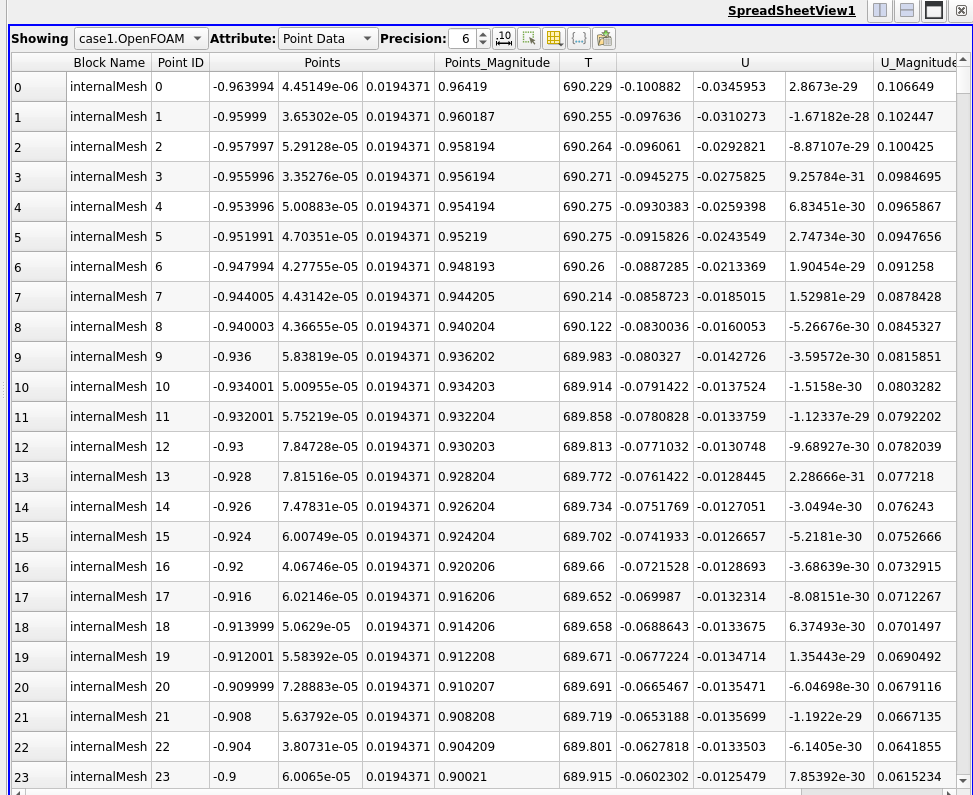 SpreadSheetView1
Showing case1.OpenFOAM Attribute: Point Data Precision: 6 .10 {..}
Block Name Point ID Points Points_Magnitude T U U_Magnitude
0 internalMesh 0 -0.963994 4.45149e-06 0.0194371 0.96419 690.229 -0.100882 -0.0345953 2.8673e-29 0.106649
1 internalMesh 1 -0.95999 3.65302e-05 0.0194371 0.960187 690.255 -0.097636 -0.0310273 -1.67182e-28 0.102447
2 internalMesh 2 -0.957997 5.29128e-05 0.0194371 0.958194 690.264 -0.096061 -0.0292821 -8.87107e-29 0.100425
3 internalMesh 3 -0.955996 3.35276e-05 0.0194371 0.956194 690.271 -0.0945275 -0.0275825 9.25784e-31 0.0984695
4 internalMesh 4 -0.953996 5.00883e-05 0.0194371 0.954194 690.275 -0.0930383 -0.0259398 6.83451e-30 0.0965867
5 internalMesh 5 -0.951991 4.70351e-05 0.0194371 0.95219 690.275 -0.0915826 -0.0243549 2.74734e-30 0.0947656
6 internalMesh 6 -0.947994 4.27755e-05 0.0194371 0.948193 690.26 -0.0887285 -0.0213369 1.90454e-29 0.091258
7 internalMesh 7 -0.944005 4.43142e-05 0.0194371 0.944205 690.214 -0.0858723 -0.0185015 1.52981e-29 0.0878428
8 internalMesh 8 -0.940003 4.36655e-05 0.0194371 0.940204 690.122 -0.0830036 -0.0160053 -5.26676e-30 0.0845327
9 internalMesh 9 -0.936 5.83819e-05 0.0194371 0.936202 689.983 -0.080327 -0.0142726 -3.59572e-30 0.0815851
10 internalMesh 10 -0.934001 5.00955e-05 0.0194371 0.934203 689.914 -0.0791422 -0.0137524 -1.5158e-30 0.0803282
11 internalMesh 11 -0.932001 5.75219e-05 0.0194371 0.932204 689.858 -0.0780828 -0.0133759 -1.12337e-29 0.0792202
12 internalMesh 12 -0.93 7.84728e-05 0.0194371 0.930203 689.813 -0.0771032 -0.0130748 -9.68927e-30 0.0782039
13 internalMesh 13 -0.928 7.81516e-05 0.0194371 0.928204 689.772 -0.0761422 -0.0128445 2.28666e-31 0.077218
14 internalMesh 14 -0.926 7.47831e-05 0.0194371 0.926204 689.734 -0.0751769 -0.0127051 -3.0494e-30 0.076243
15 internalMesh 15 -0.924 6.00749e-05 0.0194371 0.924204 689.702 -0.0741933 -0.0126657 -5.2181e-30 0.0752666
16 internalMesh 16 -0.92 4.06746e-05 0.0194371 0.920206 689.66 -0.0721528 -0.0128693 -3.68639e-30 0.0732915
17 internalMesh 17 -0.916 6.02146e-05 0.0194371 0.916206 689.652 -0.069987 -0.0132314 -8.08151e-30 0.0712267
18 internalMesh 18 -0.913999 5.0629e-05 0.0194371 0.914206 689.658 -0.0688643 -0.0133675 6.37493e-30 0.0701497
19 internalMesh 19 -0.912001 5.58392e-05 0.0194371 0.912208 689.671 -0.0677224 -0.0134714 1.35443e-29 0.0690492
20 internalMesh 20 -0.909999 7.28883e-05 0.0194371 0.910207 689.691 -0.0665467 -0.0135471 -6.04698e-30 0.0679116
21 internalMesh 21 -0.908 5.63792e-05 0.0194371 0.908208 689.719 -0.0653188 -0.0135699 -1.1922e-29 0.0667135
22 internalMesh 22 -0.904 3.80731e-05 0.0194371 0.904209 689.801 -0.0627818 -0.0133503 -6.1405e-30 0.0641855
23 internalMesh 23 -0.9 6.0065e-05 0.0194371 0.90021 689.915 -0.0602302 -0.0125479 7.85392e-30 0.0615234